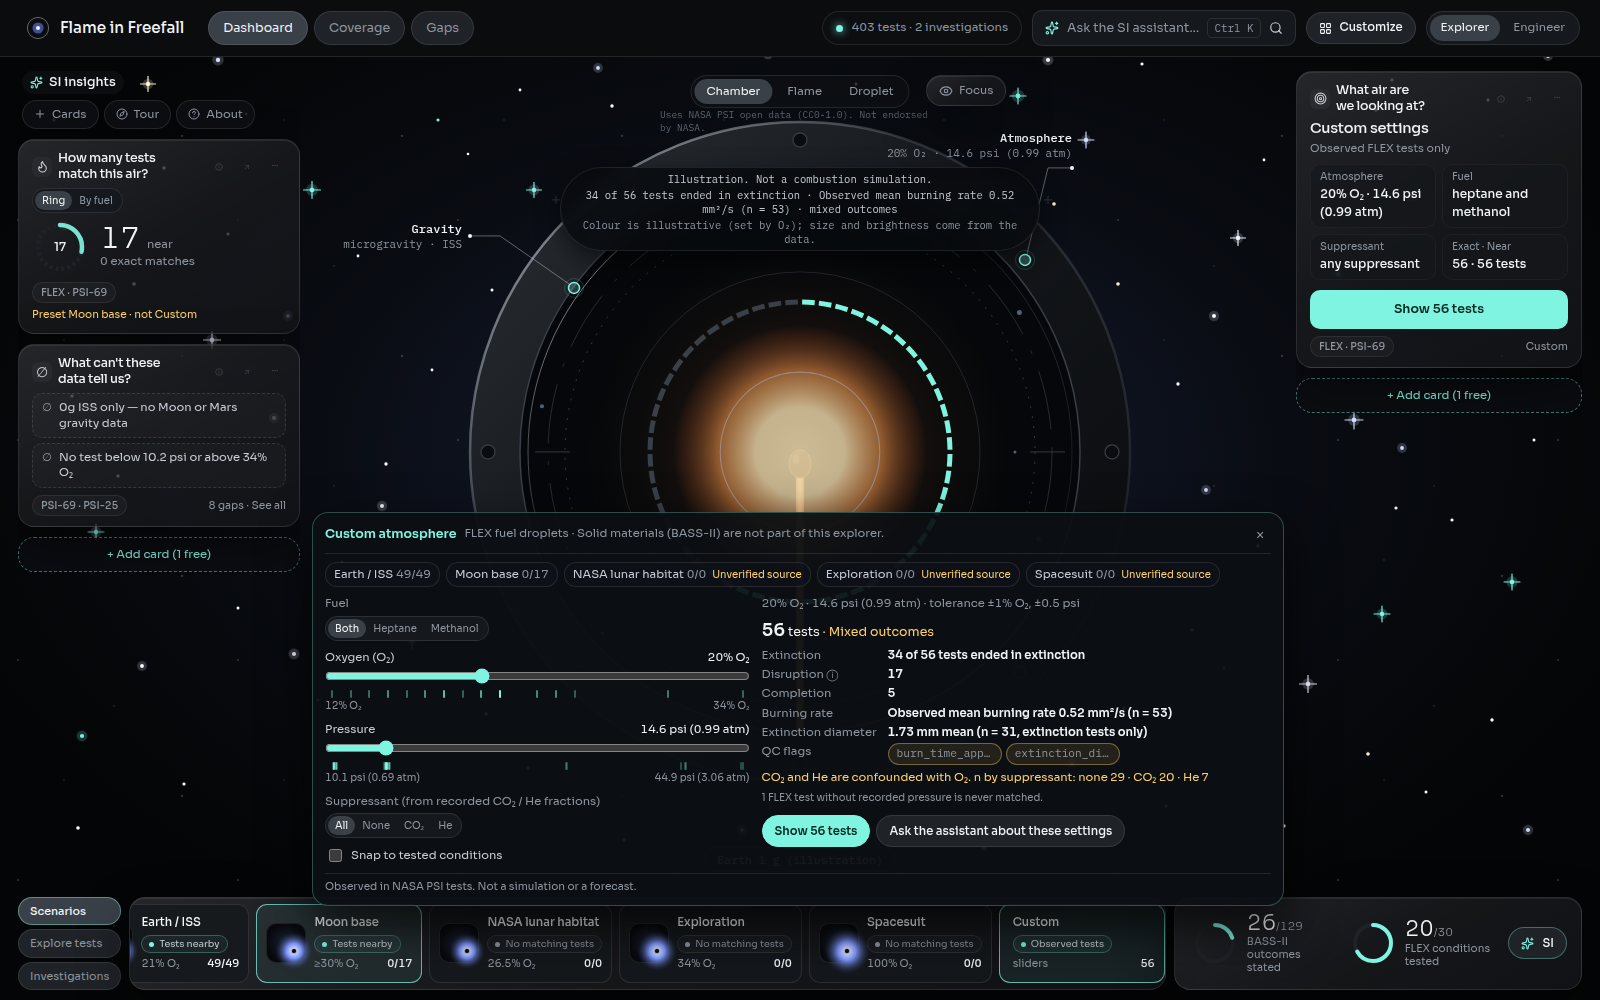 Flame in Freefall
Dashboard
Coverage
Gaps
403 tests · 2 investigations
Ask the SI assistant...
Ctrl K
Customize
Explorer
Engineer
SI insights
Cards
Tour
About
Chamber
Flame
Droplet
Focus
Uses NASA PSI open data (CC0-1.0). Not endorsed
by NASA.
Atmosphere
20% O₂ · 14.6 psi (0.99 atm)
Illustration. Not a combustion simulation.
34 of 56 tests ended in extinction · Observed mean burning rate 0.52
mm²/s (n = 53) · mixed outcomes
Colour is illustrative (set by O₂); size and brightness come from the
data.
Gravity
microgravity · ISS
How many tests
match this air?
Ring
By fuel
17
17 near
0 exact matches
FLEX · PSI-69
Preset Moon base · not Custom
What can't these
data tell us?
∅ 0g ISS only — no Moon or Mars
gravity data
∅ No test below 10.2 psi or above 34%
O₂
PSI-69 · PSI-25
8 gaps · See all
+ Add card (1 free)
What air are
we looking at?
Custom settings
Observed FLEX tests only
Atmosphere
20% O₂ · 14.6 psi
(0.99 atm)
Fuel
heptane and
methanol
Suppressant
any suppressant
Exact · Near
56 · 56 tests
Show 56 tests
FLEX · PSI-69
Custom
+ Add card (1 free)
Custom atmosphere FLEX fuel droplets · Solid materials (BASS-II) are not part of this explorer.
×
Earth / ISS 49/49
Moon base 0/17
NASA lunar habitat 0/0 Unverified source
Exploration 0/0 Unverified source
Spacesuit 0/0 Unverified source
Fuel
Both
Heptane
Methanol
Oxygen (O₂)
20% O₂
12% O₂
34% O₂
Pressure
14.6 psi (0.99 atm)
10.1 psi (0.69 atm)
44.9 psi (3.06 atm)
Suppressant (from recorded CO₂ / He fractions)
All
None
CO₂
He
Snap to tested conditions
20% O₂ · 14.6 psi (0.99 atm) · tolerance ±1% O₂, ±0.5 psi
56 tests · Mixed outcomes
Extinction 34 of 56 tests ended in extinction
Disruption 17
Completion 5
Burning rate Observed mean burning rate 0.52 mm²/s (n = 53)
Extinction diameter 1.73 mm mean (n = 31, extinction tests only)
QC flags burn_time_app… extinction_di…
CO₂ and He are confounded with O₂. n by suppressant: none 29 · CO₂ 20 · He 7
1 FLEX test without recorded pressure is never matched.
Show 56 tests
Ask the assistant about these settings
Earth 1 g (illustration)
Observed in NASA PSI tests. Not a simulation or a forecast.
Scenarios
Explore tests
Investigations
Earth / ISS
Tests nearby
21% O₂ 49/49
Moon base
Tests nearby
≥30% O₂ 0/17
NASA lunar habitat
No matching tests
26.5% O₂ 0/0
Exploration
No matching tests
34% O₂ 0/0
Spacesuit
No matching tests
100% O₂ 0/0
Custom
Observed tests
sliders 56
26/129
BASS-II
outcomes
stated
20/30
FLEX conditions
tested
SI